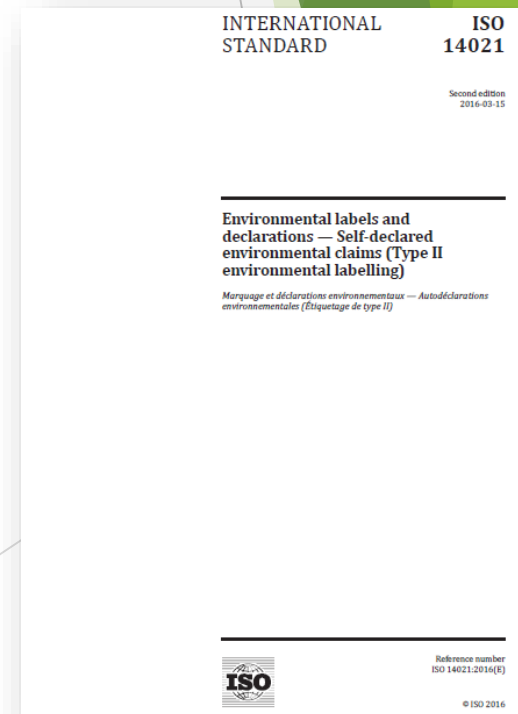 INTERNATIONAL ISO
STANDARD 14021
Second edition
2016-03-15
Environmental labels and
declarations — Self-declared
environmental claims (Type II
environmental labelling)
Marquage et déclarations environnementaux — Autodéclarations
environnementales (Étiquetage de type II)
ISO
Reference number
ISO 14021:2016(E)
© ISO 2016